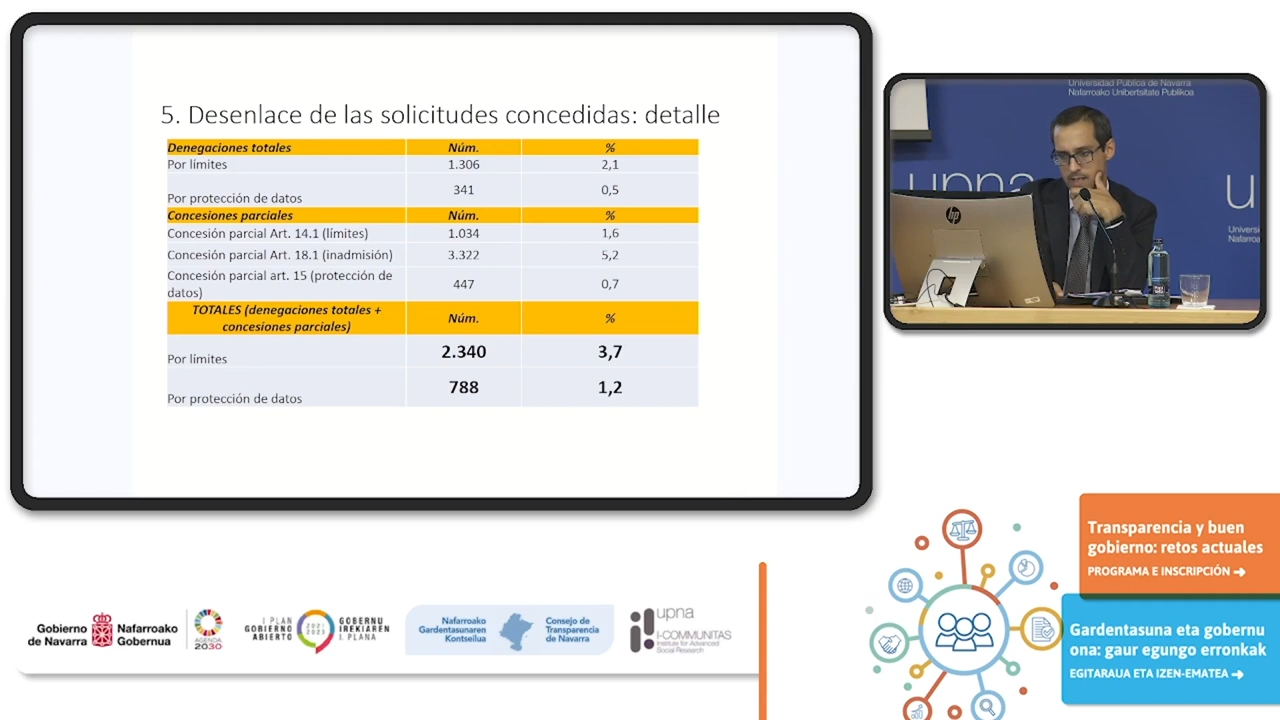 5. Desenlace de las solicitudes concedidas: detalle
Denegaciones totales Núm. %
Por límites 1.306 2,1
Por protección de datos 341 0,5
Concesiones parciales Núm. %
Concesión parcial Art. 14.1 (límites) 1.034 1,6
Concesión parcial Art. 18.1 (inadmisión) 3.322 5,2
Concesión parcial art. 15 (protección de
datos) 447 0,7
TOTALES (denegaciones totales +
concesiones parciales) Núm. %
Por límites 2.340 3,7
Por protección de datos 788 1,2
Universidad Pública de Navarra
Nafarroako Unibertsitate Publikoa
upna
u
Universi
Nafarroa
hp
Transparencia y buen
gobierno: retos actuales
PROGRAMA E INSCRIPCIÓN
Gardentasuna eta gobernu
ona: gaur egungo erronkak
EGITARAUA ETA IZEN-EMATEA
Gobierno
de Navarra
Nafarroako
Gobernua
AGENDA
2030
I PLAN
GOBIERNO
ABIERTO
2021
2023
GOBERNU
IREKIAREN
I. PLANA
Nafarroako
Gardentasunaren
Kontseilua
Consejo de
Transparencia
de Navarra
upna
I-COMMUNITAS
Institute for Advanced
Social Research